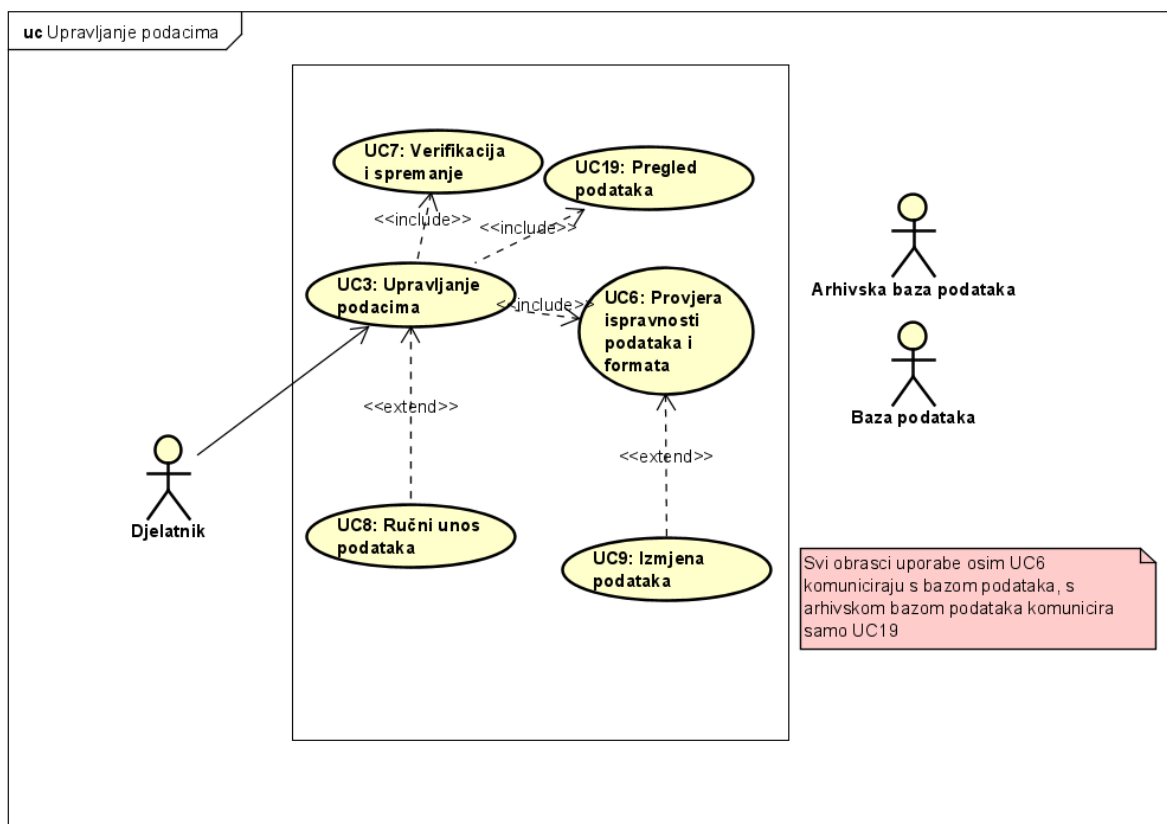 uc Upravljanje podacima
UC7: Verifikacija
i spremanje
UC19: Pregled
podataka
<<include>>
<<include>>
UC3: Upravljanje
podacima
<<include>>
UC6: Provjera
ispravnosti
podataka i
formata
Arhivska baza podataka
Baza podataka
<<extend>>
<<extend>>
Djelatnik
UC8: Ručni unos
podataka
UC9: Izmjena
podataka
Svi obrasci uporabe osim UC6
komuniciraju s bazom podataka, s
arhivskom bazom podataka komunicira
samo UC19